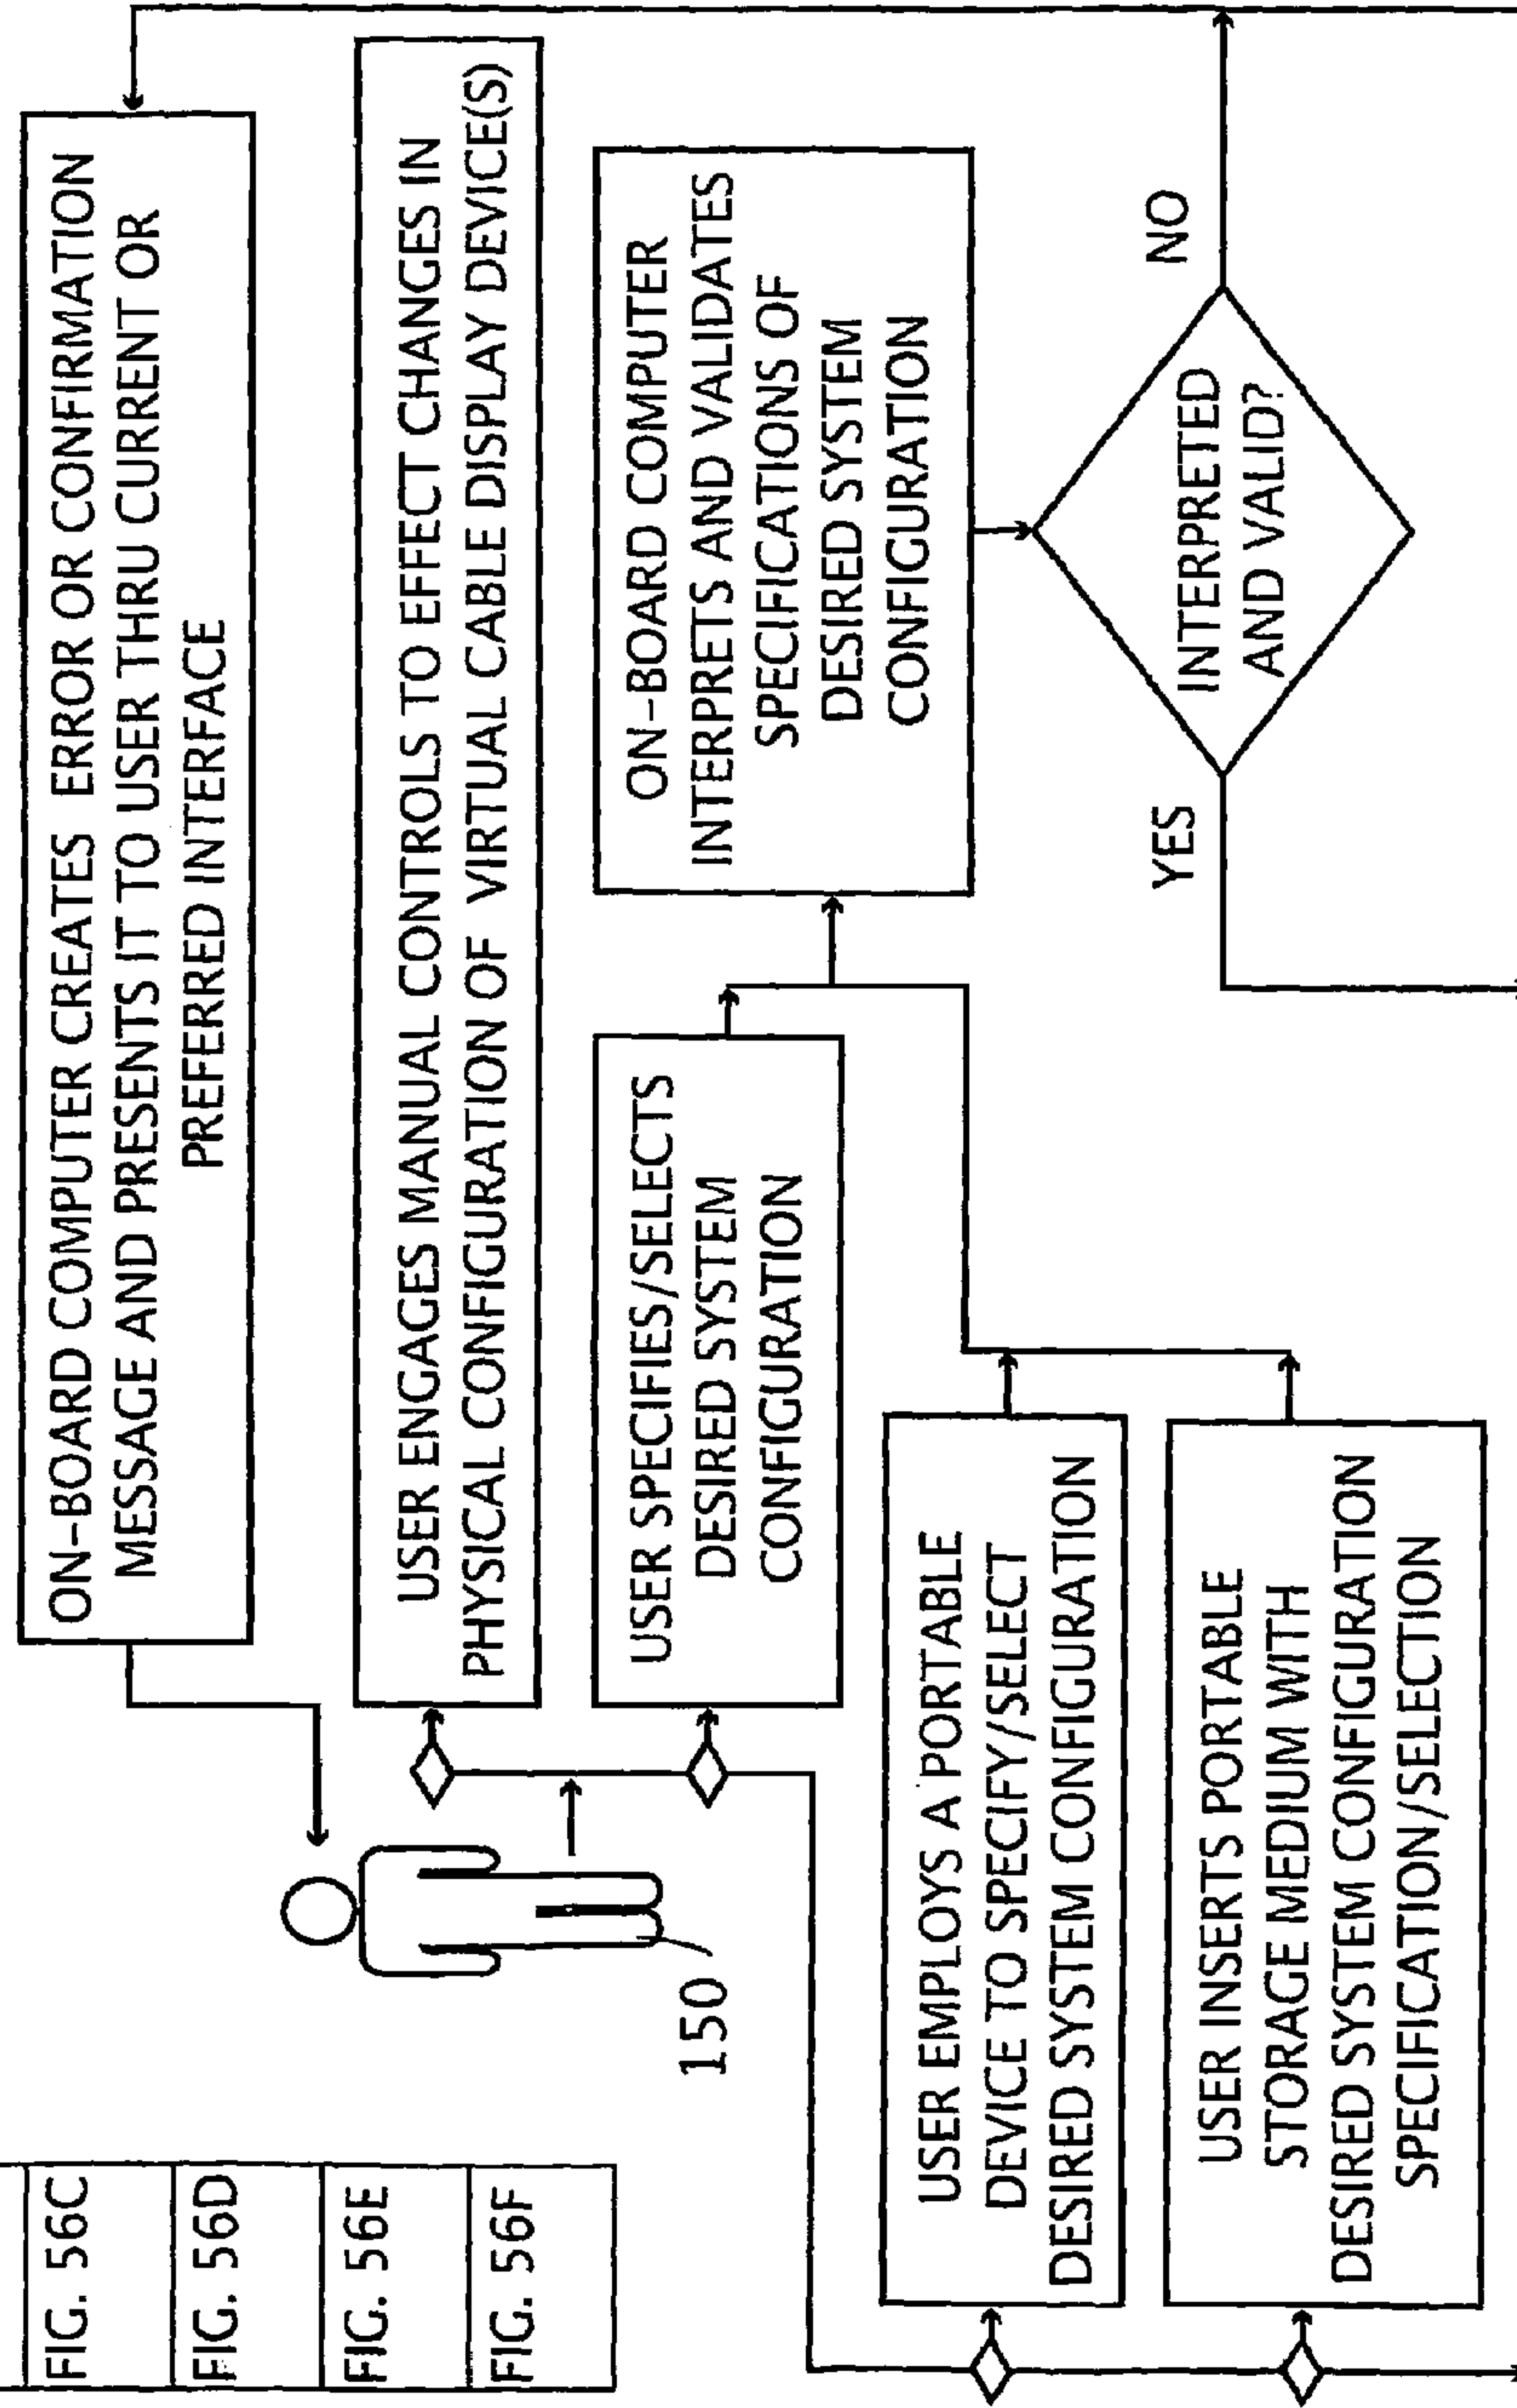 FIG. 56C
FIG. 56D
FIG. 56E
FIG. 56F
ON-BOARD COMPUTER CREATES ERROR OR CONFIRMATION
MESSAGE AND PRESENTS IT TO USER THRU CURRENT OR
PREFERRED INTERFACE
USER ENGAGES MANUAL CONTROLS TO EFFECT CHANGES IN
PHYSICAL CONFIGURATION OF VIRTUAL CABLE DISPLAY DEVICE(S)
150
USER SPECIFIES/SELECTS
DESIRED SYSTEM
CONFIGURATION
ON-BOARD COMPUTER
INTERPRETS AND VALIDATES
SPECIFICATIONS OF
DESIRED SYSTEM
CONFIGURATION
USER EMPLOYS A PORTABLE
DEVICE TO SPECIFY/SELECT
DESIRED SYSTEM CONFIGURATION
USER INSERTS PORTABLE
STORAGE MEDIUM WITH
DESIRED SYSTEM CONFIGURATION
SPECIFICATION/SELECTION
YES
INTERPRETED
AND VALID?
NO